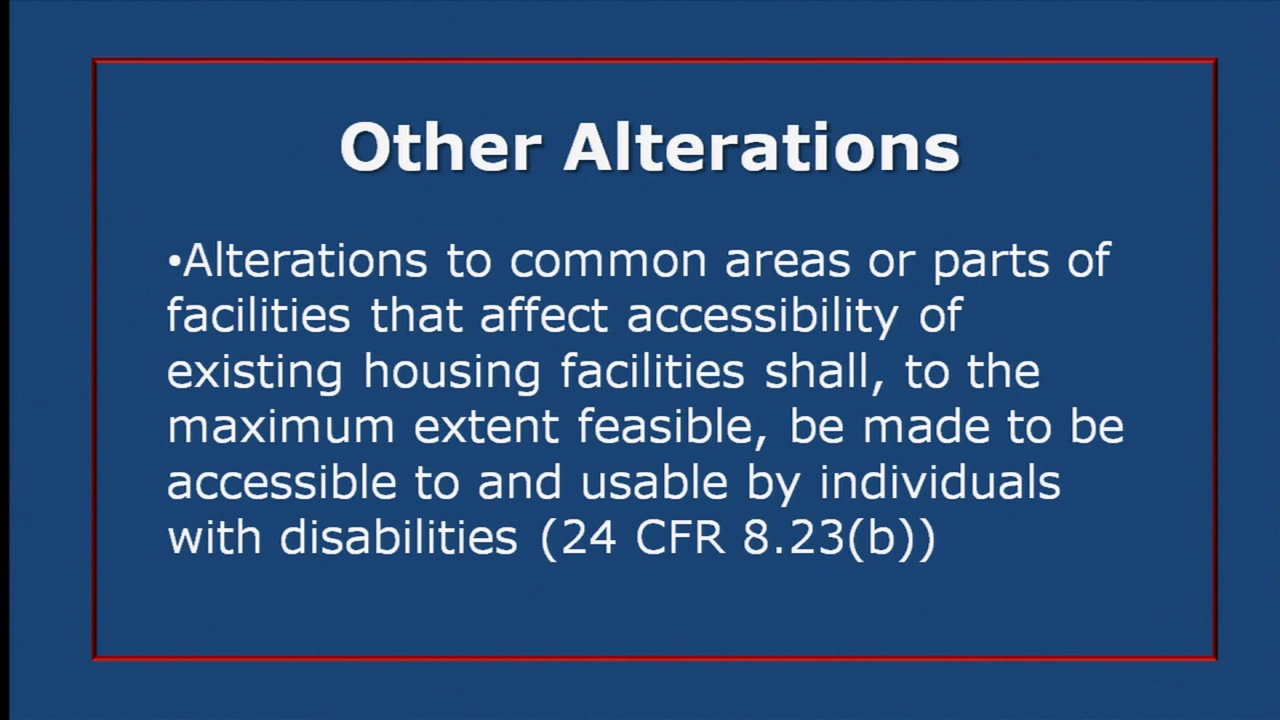 Other Alterations
•Alterations to common areas or parts of
facilities that affect accessibility of
existing housing facilities shall, to the
maximum extent feasible, be made to be
accessible to and usable by individuals
with disabilities (24 CFR 8.23(b))